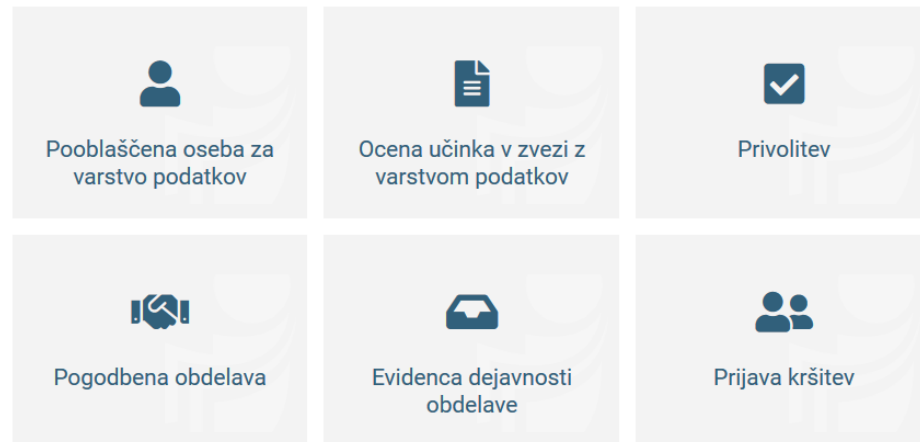 Pooblaščena oseba za
varstvo podatkov
Ocena učinka v zvezi z
varstvom podatkov
Privolitev
Pogodbena obdelava
Evidenca dejavnosti
obdelave
Prijava kršitev